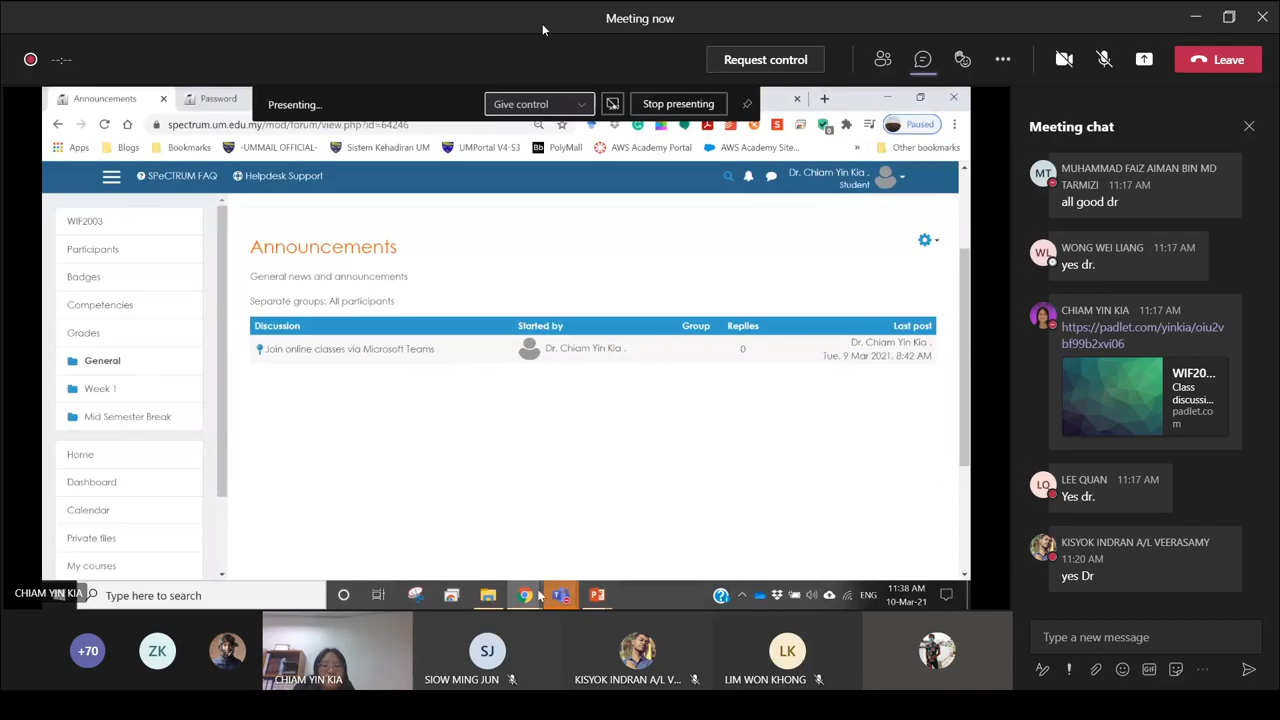 Meeting now
--:--
Request control
Leave
Announcements
Password
Presenting...
Give control
Stop presenting
spectrum.um.edu.my/mod/forum/view.php?id=64246
Paused
Apps
Blogs
Bookmarks
-UMMAIL OFFICIAL-
Sistem Kehadiran UM
UMPortal V4-S3
Bb
PolyMall
AWS Academy Portal
AWS Academy Site...
»
Other bookmarks
SPeCTRUM FAQ
Helpdesk Support
Dr. Chiam Yin Kia .
Student
WIF2003
Participants
Badges
Competencies
Grades
General
Week 1
Mid Semester Break
Home
Dashboard
Calendar
Private files
My courses
Announcements
General news and announcements
Separate groups: All participants
Discussion Started by Group Replies Last post
Join online classes via Microsoft Teams Dr. Chiam Yin Kia . 0 Dr. Chiam Yin Kia .
Tue, 9 Mar 2021, 8:42 AM
CHIAM YIN KIA
Type here to search
ENG
11:38 AM
10-Mar-21
Meeting chat
MT
MUHAMMAD FAIZ AIMAN BIN MD
TARMIZI 11:17 AM
all good dr
WL
WONG WEI LIANG 11:17 AM
yes dr.
CHIAM YIN KIA 11:17 AM
https://padlet.com/yinkia/oiu2v
bf99b2xvi06
WIF20...
Class
discussi...
padlet.co
m
LQ
LEE QUAN 11:17 AM
Yes dr.
KISYOK INDRAN A/L VEERASAMY
11:20 AM
yes Dr
Type a new message
GIF
+70
ZK
CHIAM YIN KIA
SJ
SIOW MING JUN
KISYOK INDRAN A/L V...
LK
LIM WON KHONG